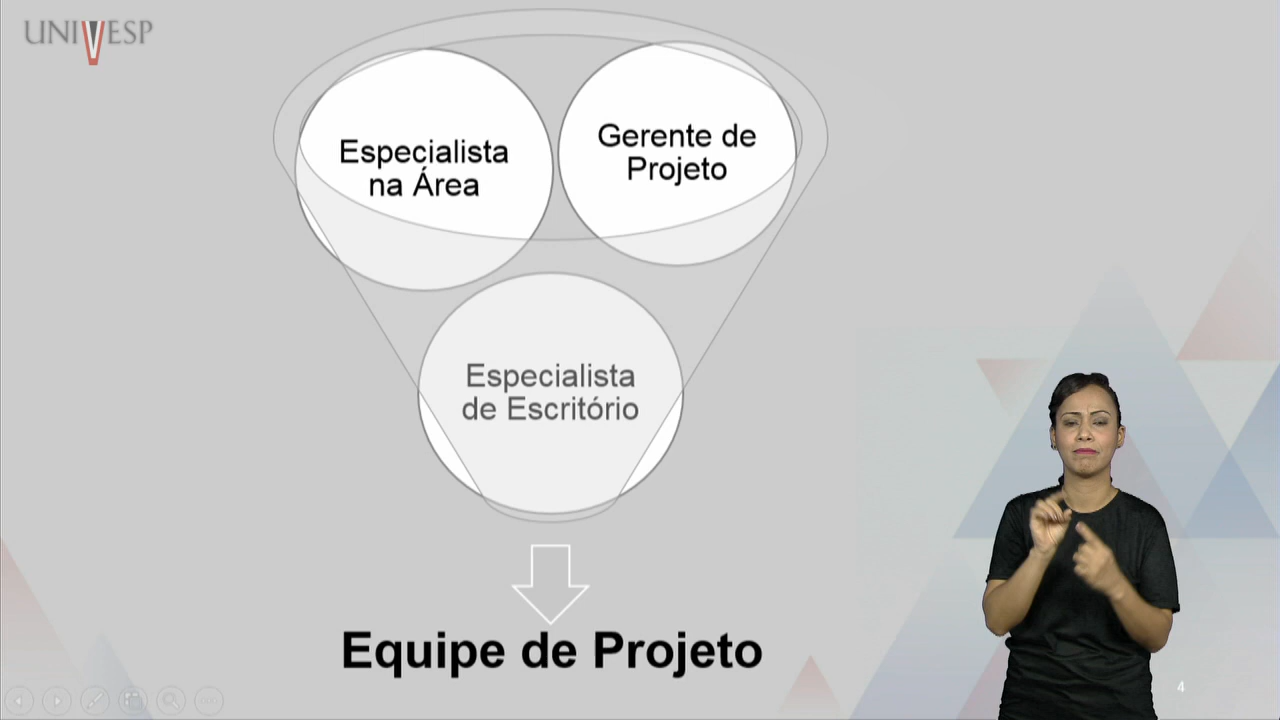 UNIVESP
Especialista
na Área
Gerente de
Projeto
Especialista
de Escritório
Equipe de Projeto
4